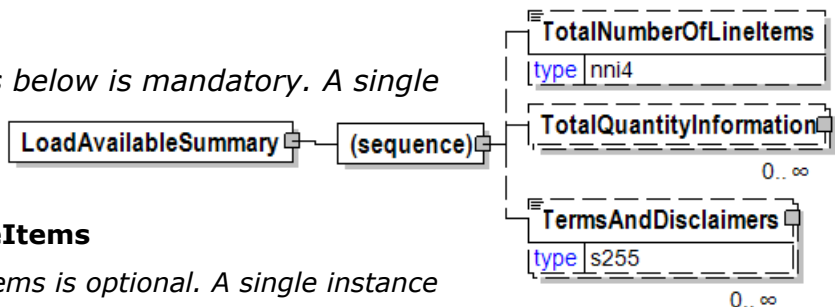 s below is mandatory. A single
eItems
ems is optional. A single instance
LoadAvailableSummary
(sequence)
TotalNumberOfLineItems
type nni4
TotalQuantityInformation
0.. ∞
TermsAndDisclaimers
type s255
0.. ∞